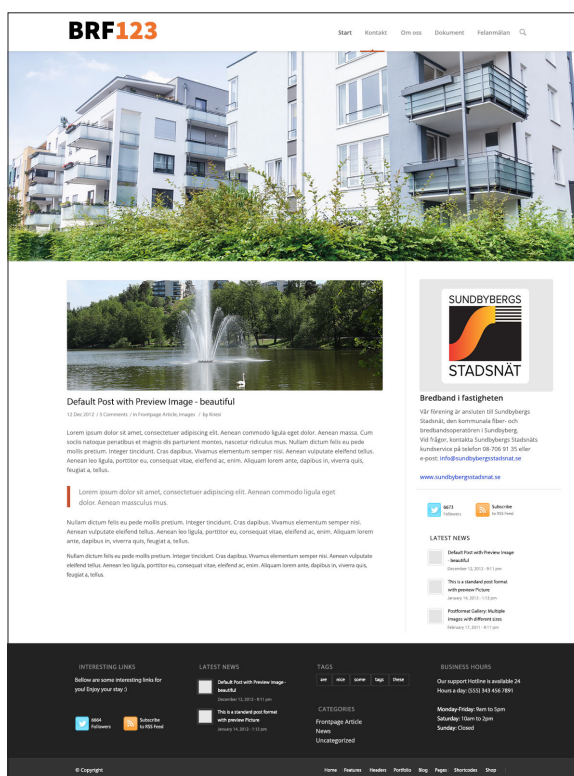 BRF123
Start Kontakt Om oss Dokument Felanmälan
SUNDBYBERGS
STADSNÄT
Default Post with Preview Image - beautiful
12 Dec 2012 / 3 Comments / in Frontpage Article, Images / by Kriesi
Lorem ipsum dolor sit amet, consectetuer adipiscing elit. Aenean commodo ligula eget dolor. Aenean massa. Cum
sociis natoque penatibus et magnis dis parturient montes, nascetur ridiculus mus. Nullam dictum felis eu pede
mollis pretium. Integer tincidunt. Cras dapibus. Vivamus elementum semper nisi. Aenean vulputate eleifend tellus.
Aenean leo ligula, porttitor eu, consequat vitae, eleifend ac, enim. Aliquam lorem ante, dapibus in, viverra quis,
feugiat a, tellus.
Lorem ipsum dolor sit amet, consectetuer adipiscing elit. Aenean commodo ligula eget
dolor. Aenean massculus mus.
Nullam dictum felis eu pede mollis pretium. Integer tincidunt. Cras dapibus. Vivamus elementum semper nisi.
Aenean vulputate eleifend tellus. Aenean leo ligula, porttitor eu, consequat vitae, eleifend ac, enim. Aliquam lorem
ante, dapibus in, viverra quis, feugiat a, tellus.
Nullam dictum felis eu pede mollis pretium. Integer tincidunt. Cras dapibus. Vivamus elementum semper nisi. Aenean vulputate
eleifend tellus. Aenean leo ligula, porttitor eu, consequat vitae, eleifend ac, enim. Aliquam lorem ante, dapibus in, viverra quis,
feugiat a, tellus.
Bredband i fastigheten
Vår förening är ansluten till Sundbybergs
Stadsnät, den kommunala fiber- och
bredbandsoperatören i Sundbyberg.
Vid frågor, kontakta Sundbybergs Stadsnäts
kundservice på telefon 08-706 91 35 eller
e-post: info@sundbybergsstadsnat.se
www.sundbybergsstadsnat.se
6673
Followers
Subscribe
to RSS Feed
LATEST NEWS
Default Post with Preview Image
- beautiful
December 12, 2012 - 9:11 pm
This is a standard post format
with preview Picture
January 14, 2012 - 1:13 pm
Postformat Gallery: Multiple
images with different sizes
February 17, 2011 - 9:11 pm
INTERESTING LINKS
Bellow are some interesting links for
you! Enjoy your stay :)
6664
Followers
Subscribe
to RSS Feed
LATEST NEWS
Default Post with Preview Image -
beautiful
December 12, 2012 - 9:11 pm
This is a standard post format
with preview Picture
January 14, 2012 - 1:13 pm
TAGS
are nice some tags these
CATEGORIES
Frontpage Article
News
Uncategorized
BUSINESS HOURS
Our support Hotline is available 24
Hours a day: (555) 343 456 7891
Monday-Friday: 9am to 5pm
Saturday: 10am to 2pm
Sunday: Closed
© Copyright
Home Features Headers Portfolio Blog Pages Shortcodes Shop